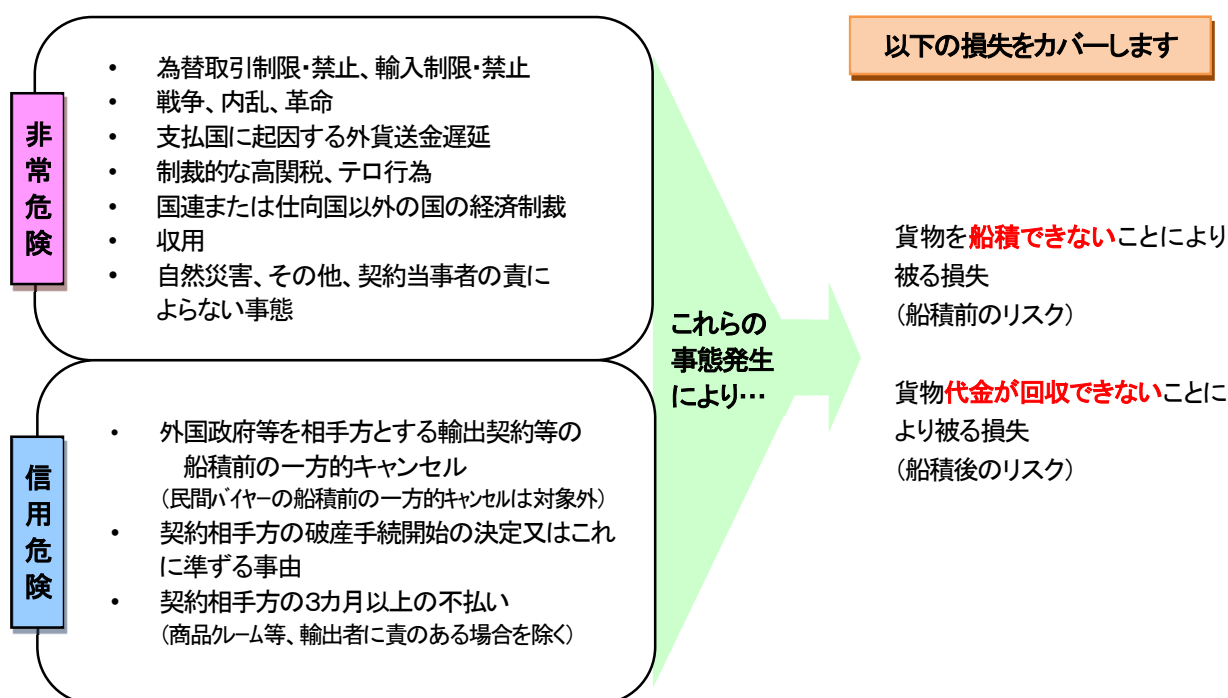 非常危険
• 為替取引制限・禁止、輸入制限・禁止
• 戦争、内乱、革命
• 支払国に起因する外貨送金遅延
• 制裁的な高関税、テロ行為
• 国連または仕向国以外の国の経済制裁
• 収用
• 自然災害、その他、契約当事者の責に
よらない事態
信用危険
• 外国政府等を相手方とする輸出契約等の
船積前の一方的キャンセル
(民間バイヤーの船積前の一方的キャンセルは対象外)
• 契約相手方の破産手続開始の決定又はこれ
に準ずる事由
• 契約相手方の3カ月以上の不払い
(商品クレーム等、輸出者に責のある場合を除く)
これらの
事態発生
により…
以下の損失をカバーします
貨物を船積できないことにより
被る損失
(船積前のリスク)
貨物代金が回収できないことに
より被る損失
(船積後のリスク)